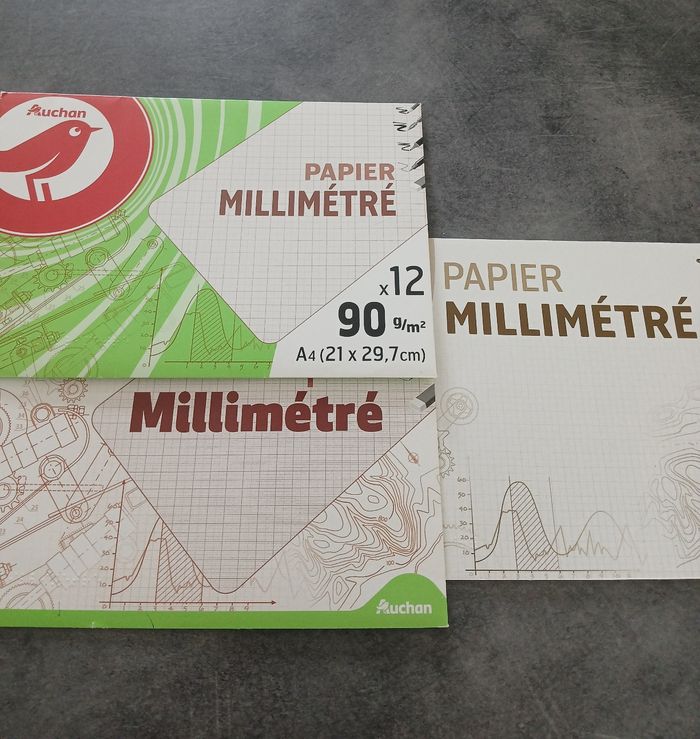 Auchan
PAPIER
MILLIMÉTRÉ
x12
90 g/m²
A4 (21 x 29,7cm)
Millimétré
Auchan
PAPIER
MILLIMÉTRÉ